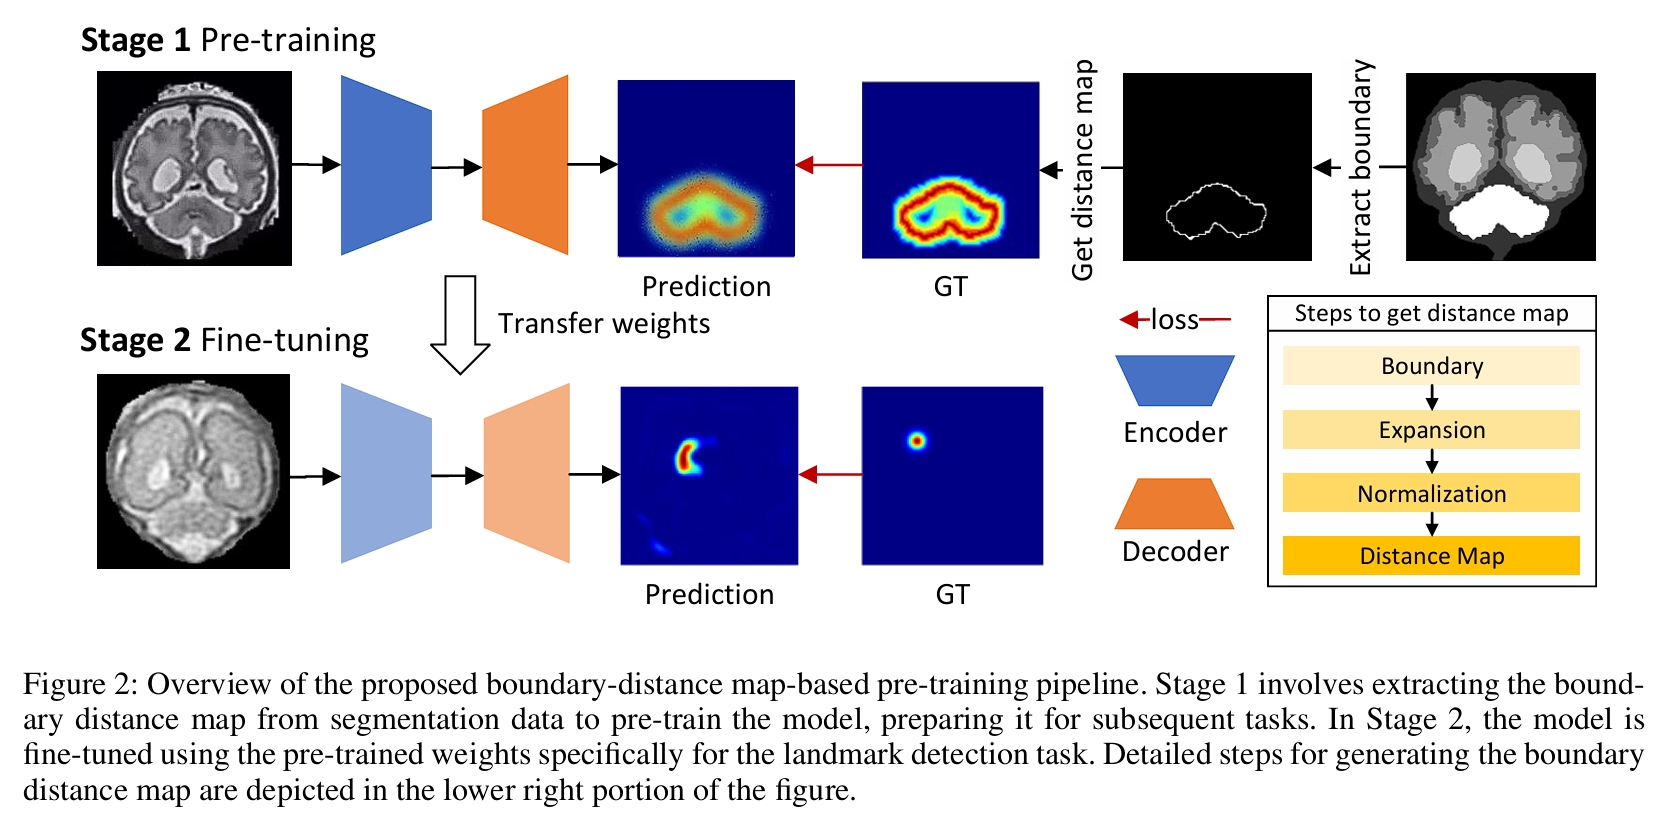 Stage 1 Pre-training
Get distance map
Extract boundary
Prediction
GT
Transfer weights
Stage 2 Fine-tuning
Prediction
GT
loss
Encoder
Decoder
Steps to get distance map
Boundary
Expansion
Normalization
Distance Map
Figure 2: Overview of the proposed boundary-distance map-based pre-training pipeline. Stage 1 involves extracting the bound-
ary distance map from segmentation data to pre-train the model, preparing it for subsequent tasks. In Stage 2, the model is
fine-tuned using the pre-trained weights specifically for the landmark detection task. Detailed steps for generating the boundary
distance map are depicted in the lower right portion of the figure.